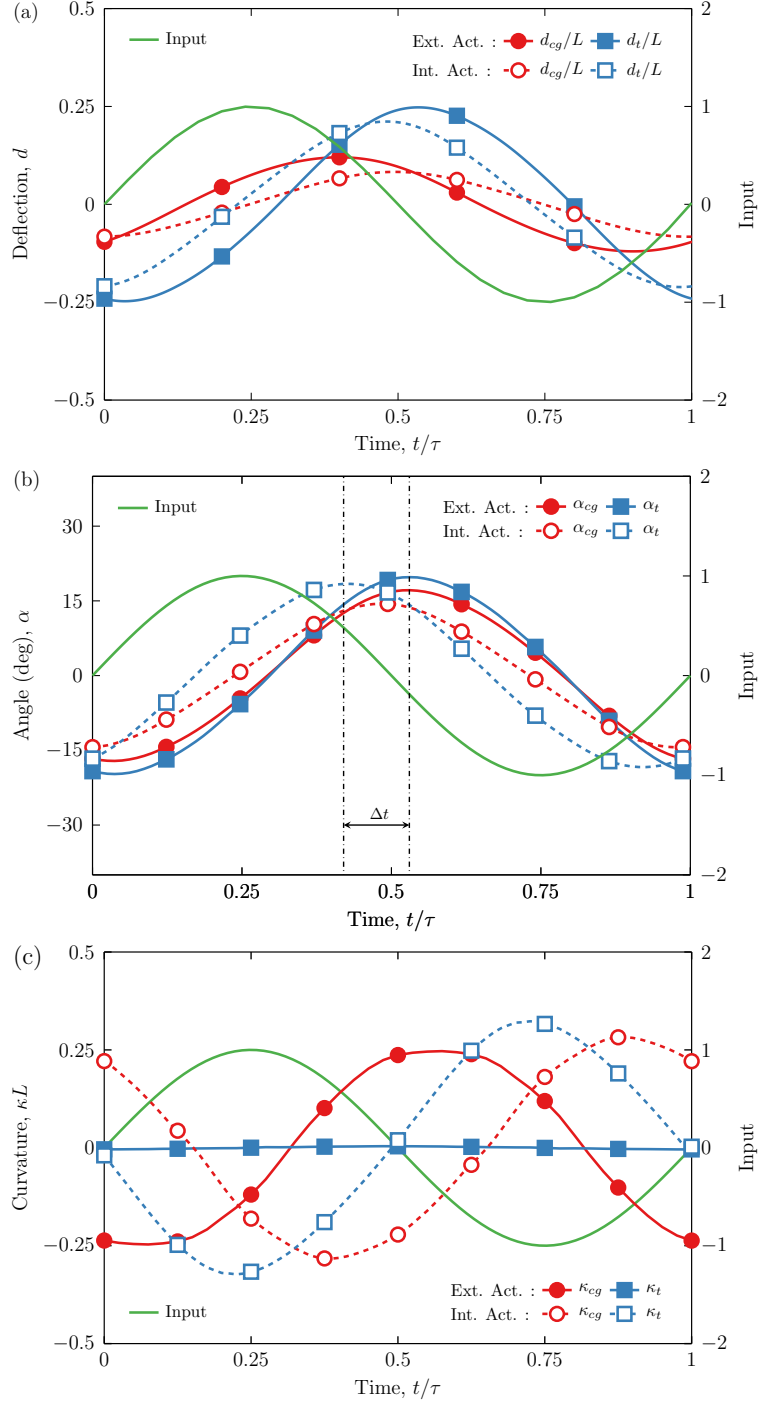 (a)
0.5
0.25
0
−0.25
−0.5
2
1
0
−1
−2
Input
Ext. Act. : d_cg/L d_t/L
Int. Act. : d_cg/L d_t/L
Deflection, d
Input
0 0.25 0.5 0.75 1
Time, t/τ
(b)
30
15
0
−15
−30
2
1
0
−1
−2
Input
Ext. Act. : α_cg α_t
Int. Act. : α_cg α_t
Angle (deg), α
Input
Δt
0 0.25 0.5 0.75 1
Time, t/τ
(c)
0.5
0.25
0
−0.25
−0.5
2
1
0
−1
−2
Curvature, κL
Input
Ext. Act. : κ_cg κ_t
Int. Act. : κ_cg κ_t
Input
0 0.25 0.5 0.75 1
Time, t/τ